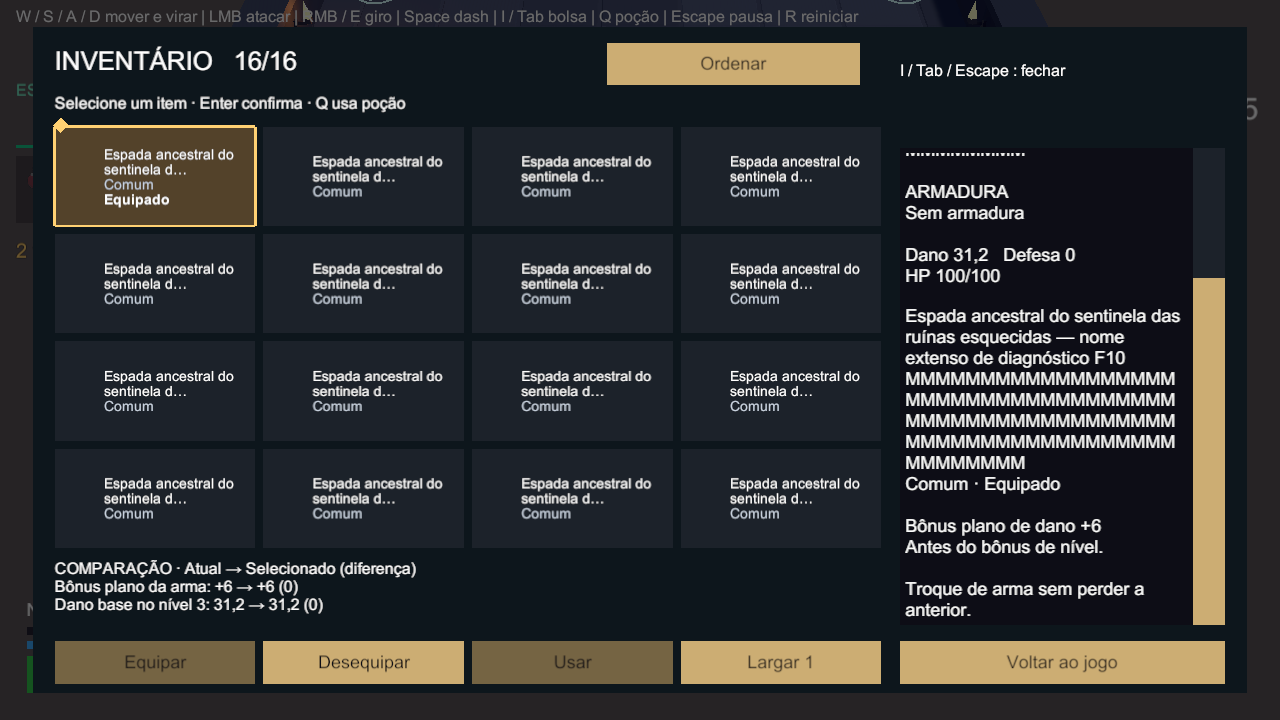 W / S / A / D mover e virar | LMB atacar | RMB / E giro | Space dash | I / Tab bolsa | Q poção | Escape pausa | R reiniciar
INVENTÁRIO 16/16
Ordenar
I / Tab / Escape : fechar
Selecione um item · Enter confirma · Q usa poção
Espada ancestral do
sentinela d…
Comum
Equipado
Espada ancestral do
sentinela d…
Comum
Espada ancestral do
sentinela d…
Comum
Espada ancestral do
sentinela d…
Comum
Espada ancestral do
sentinela d…
Comum
Espada ancestral do
sentinela d…
Comum
Espada ancestral do
sentinela d…
Comum
Espada ancestral do
sentinela d…
Comum
Espada ancestral do
sentinela d…
Comum
Espada ancestral do
sentinela d…
Comum
Espada ancestral do
sentinela d…
Comum
Espada ancestral do
sentinela d…
Comum
Espada ancestral do
sentinela d…
Comum
Espada ancestral do
sentinela d…
Comum
Espada ancestral do
sentinela d…
Comum
Espada ancestral do
sentinela d…
Comum
ARMADURA
Sem armadura
Dano 31,2 Defesa 0
HP 100/100
Espada ancestral do sentinela das
ruínas esquecidas — nome
extenso de diagnóstico F10
MMMMMMMMMMMMMMMMMM
MMMMMMMMMMMMMMMMMM
MMMMMMMMMMMMMMMMMM
MMMMMMMMMMMMMMMMMM
MMMMMMMM
Comum · Equipado
Bônus plano de dano +6
Antes do bônus de nível.
Troque de arma sem perder a
anterior.
COMPARAÇÃO · Atual → Selecionado (diferença)
Bônus plano da arma: +6 → +6 (0)
Dano base no nível 3: 31,2 → 31,2 (0)
Equipar
Desequipar
Usar
Largar 1
Voltar ao jogo